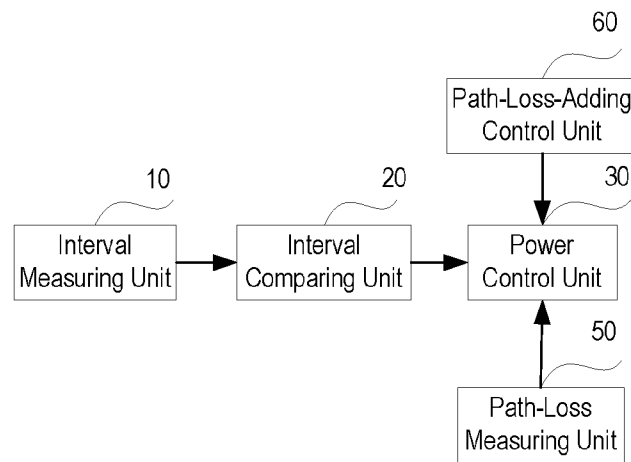 60
Path-Loss-Adding
Control Unit
10
20
30
Interval
Measuring Unit
Interval
Comparing Unit
Power
Control Unit
50
Path-Loss
Measuring Unit